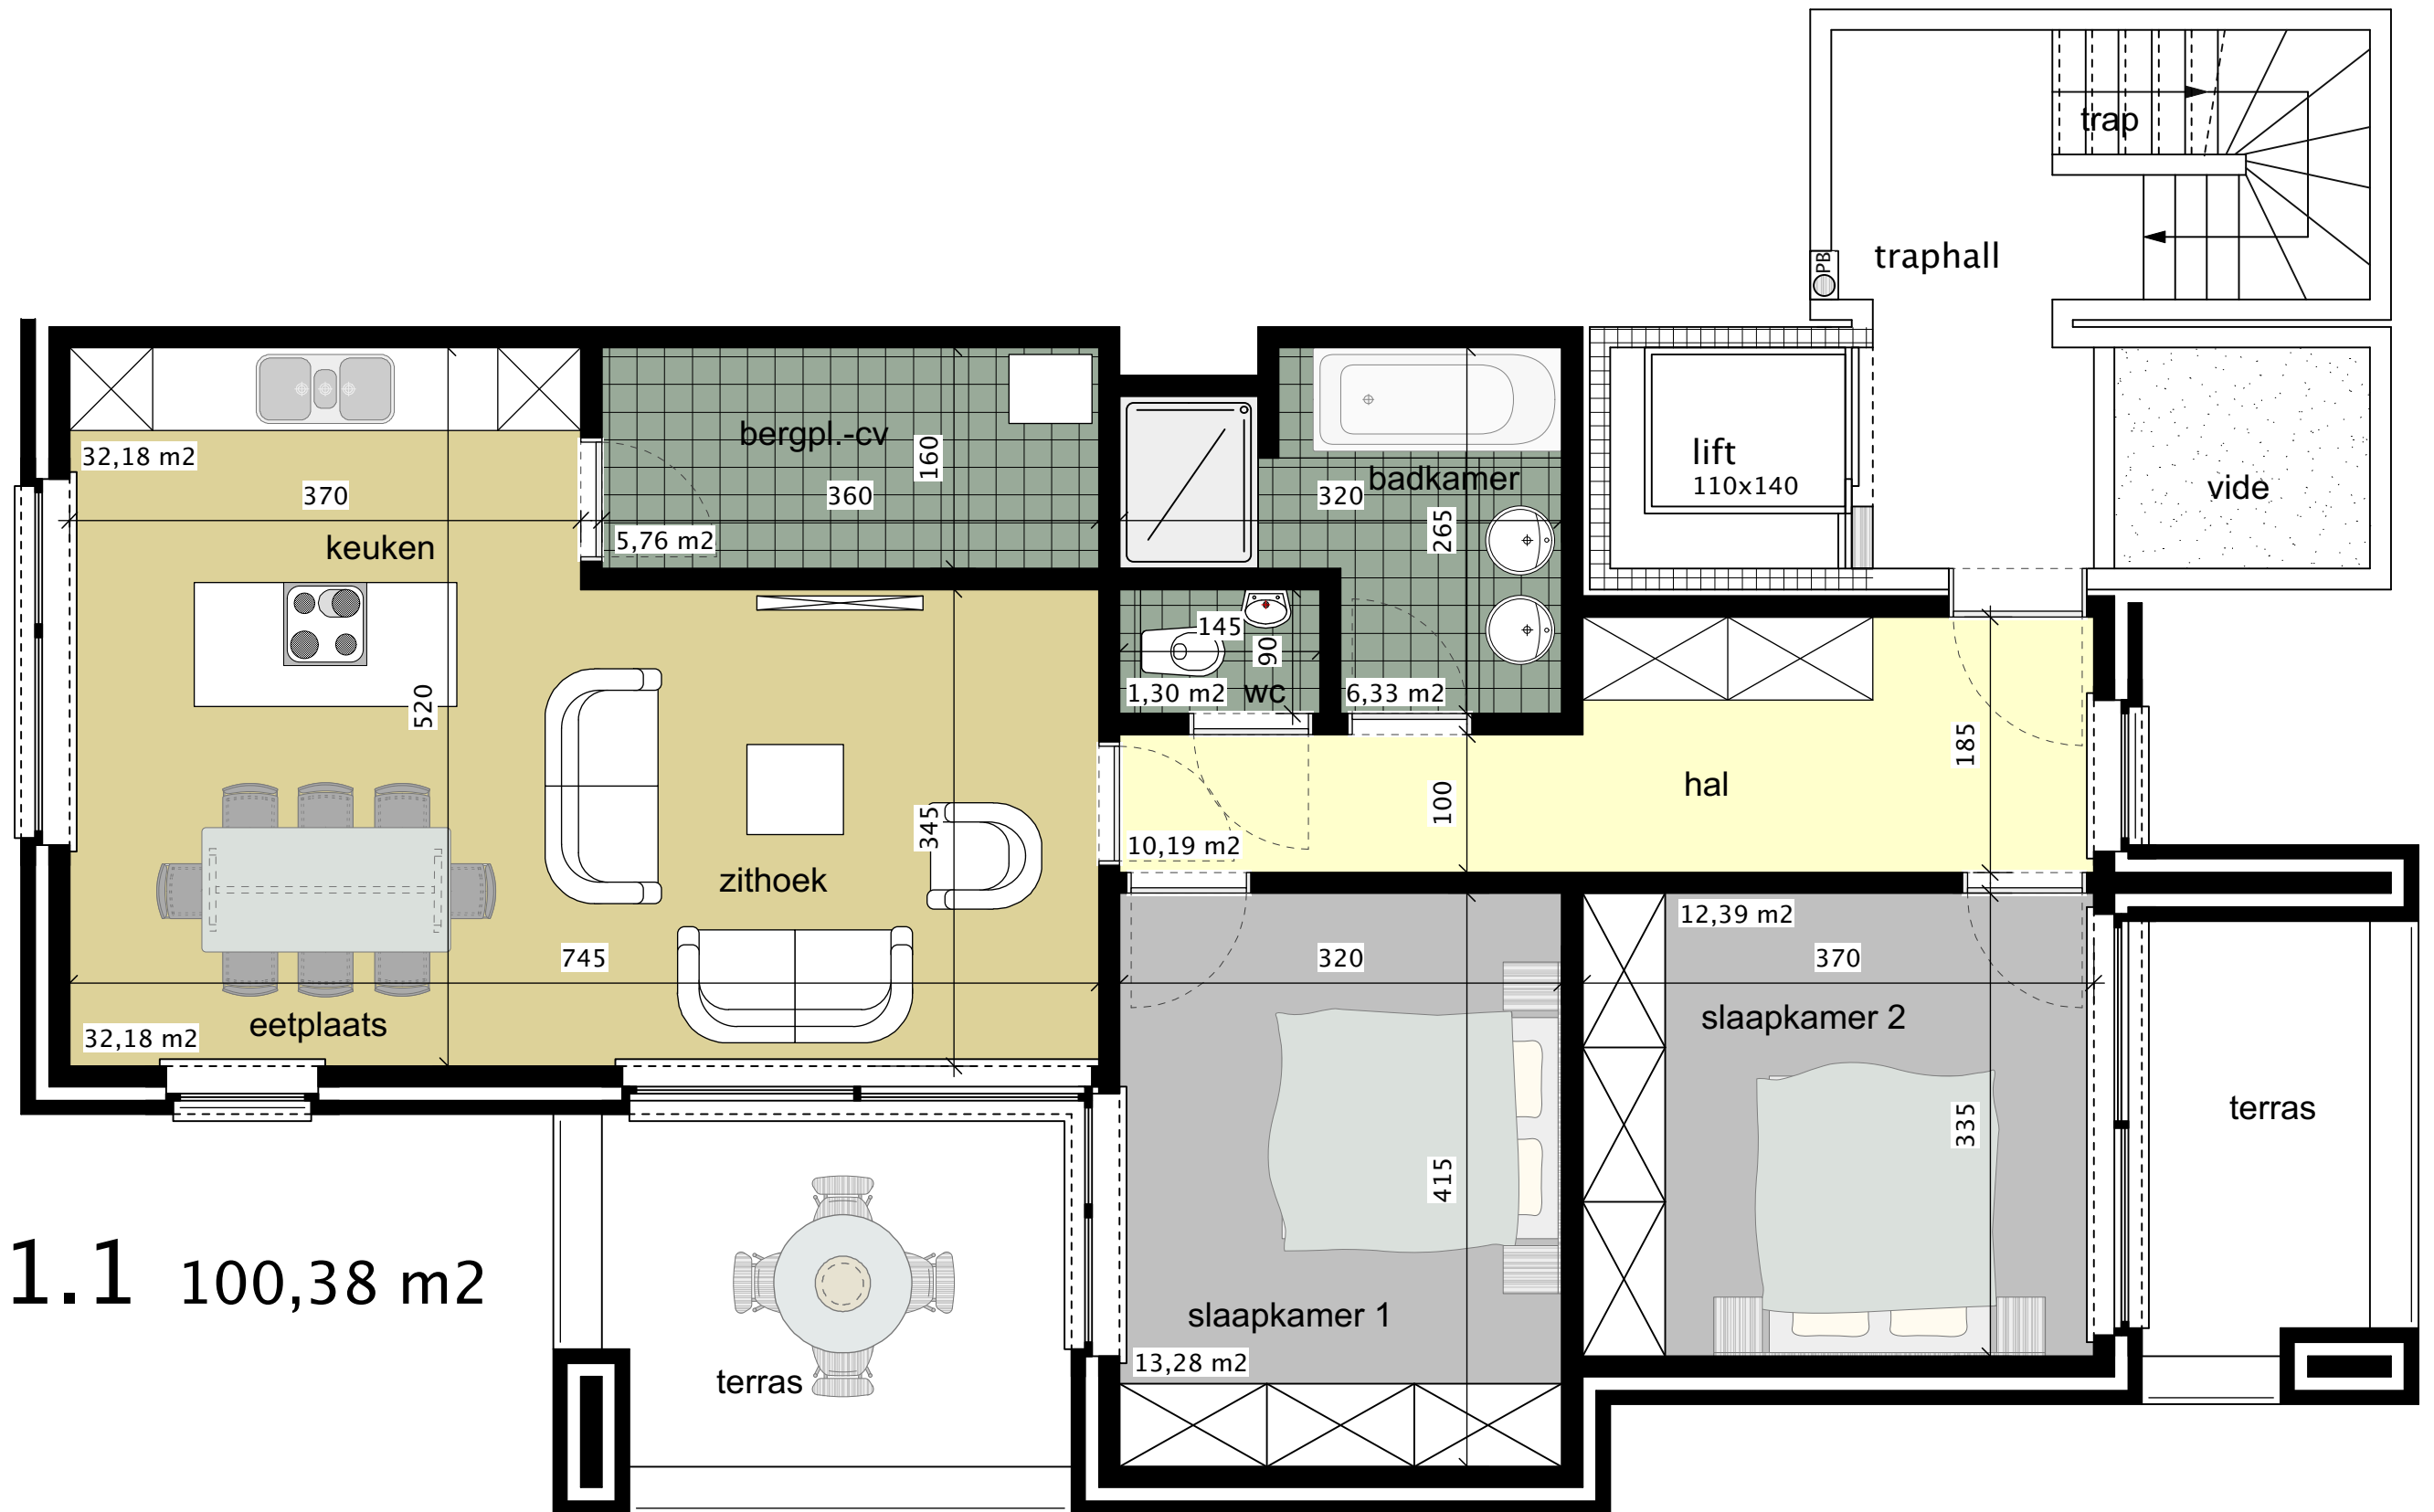 trap
traphall
PB
bergpl.-cv
32,18 m2
160
lift
110x140
badkamer
370
360
320
vide
5,76 m2
265
keuken
145
90
1,30 m2
wc
6,33 m2
520
185
hal
100
345
10,19 m2
zithoek
12,39 m2
745
320
370
eetplaats
32,18 m2
slaapkamer 2
terras
335
415
1.1 100,38 m2
slaapkamer 1
13,28 m2
terras